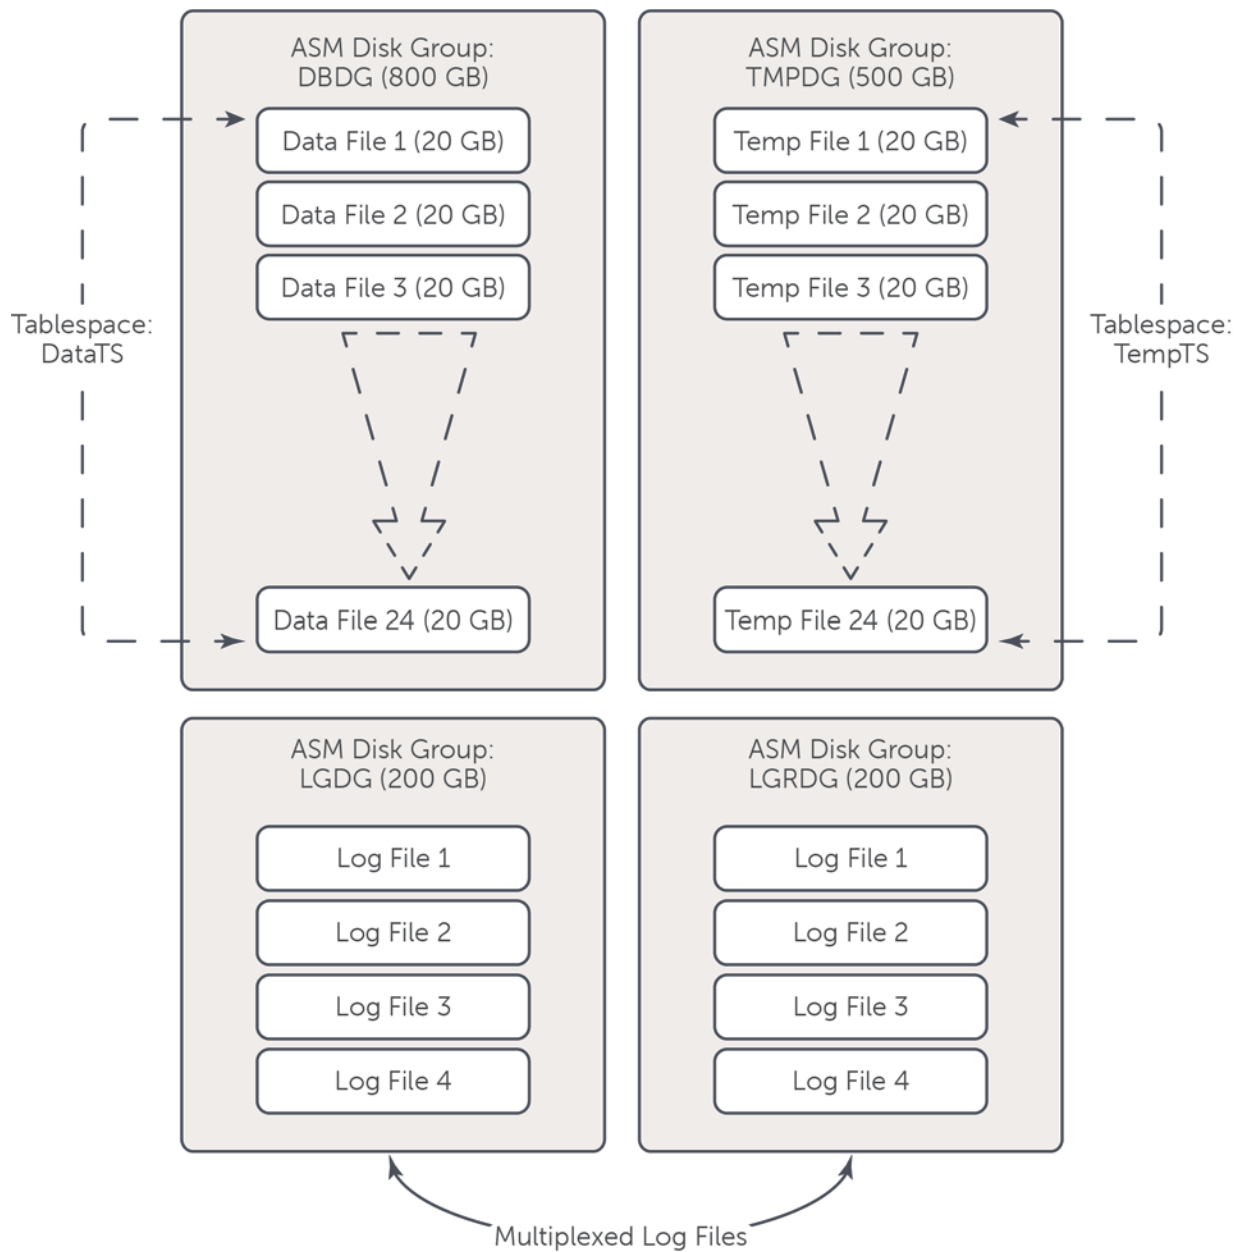 ASM Disk Group:
DBDG (800 GB)
Data File 1 (20 GB)
Data File 2 (20 GB)
Data File 3 (20 GB)
Data File 24 (20 GB)
Tablespace:
DataTS
ASM Disk Group:
TMPDG (500 GB)
Temp File 1 (20 GB)
Temp File 2 (20 GB)
Temp File 3 (20 GB)
Temp File 24 (20 GB)
Tablespace:
TempTS
ASM Disk Group:
LGDG (200 GB)
Log File 1
Log File 2
Log File 3
Log File 4
ASM Disk Group:
LGRDG (200 GB)
Log File 1
Log File 2
Log File 3
Log File 4
Multiplexed Log Files